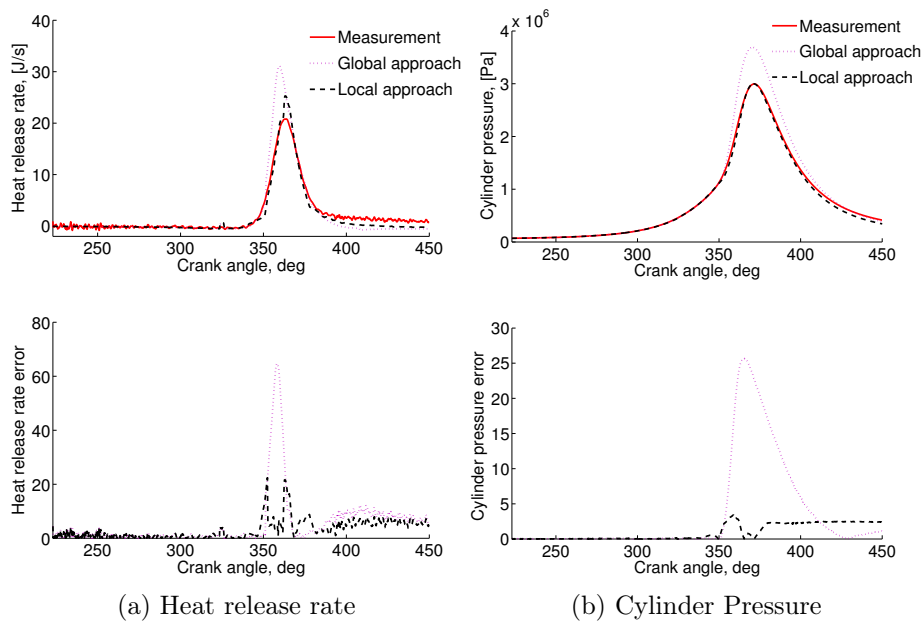 40
30
20
10
0
Heat release rate, [J/s]
Measurement
Global approach
Local approach
250 300 350 400 450
Crank angle, deg
4 x 10⁶
3
2
1
0
Cylinder pressure, [Pa]
Measurement
Global approach
Local approach
250 300 350 400 450
Crank angle, deg
80
60
40
20
0
Heat release rate error
250 300 350 400 450
Crank angle, deg
30
25
20
15
10
5
0
Cylinder pressure error
250 300 350 400 450
Crank angle, deg
(a) Heat release rate
(b) Cylinder Pressure